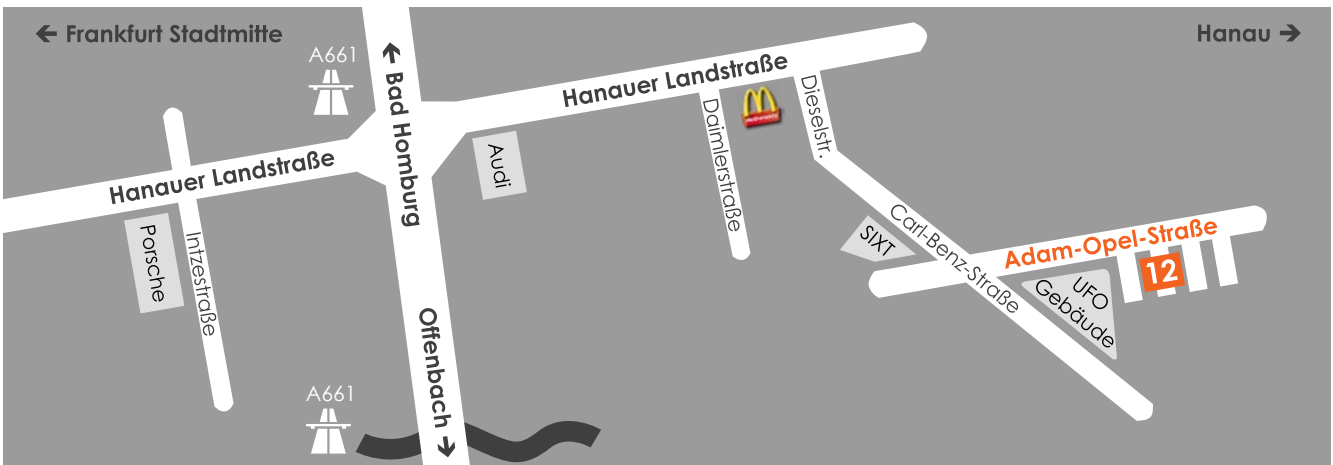 ← Frankfurt Stadtmitte
Hanau →
A661
← Bad Homburg
Hanauer Landstraße
Dieselstr.
Daimlerstraße
Audi
Hanauer Landstraße
Porsche
Intzestraße
SIXT
Carl-Benz-Straße
Adam-Opel-Straße
12
UFO
Gebäude
Offenbach →
A661